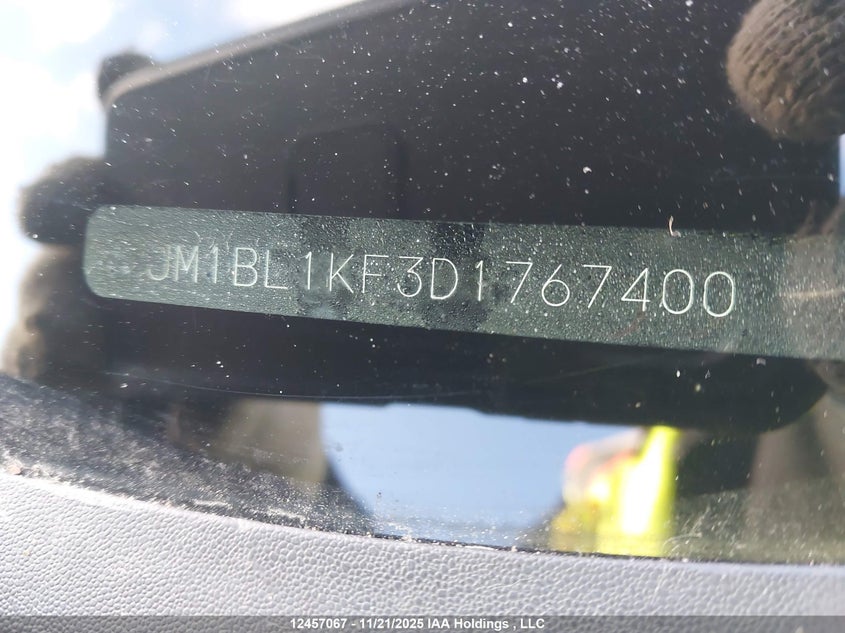 JM1BL1KF3D1767400
12457067 - 11/21/2025 IAA Holdings , LLC